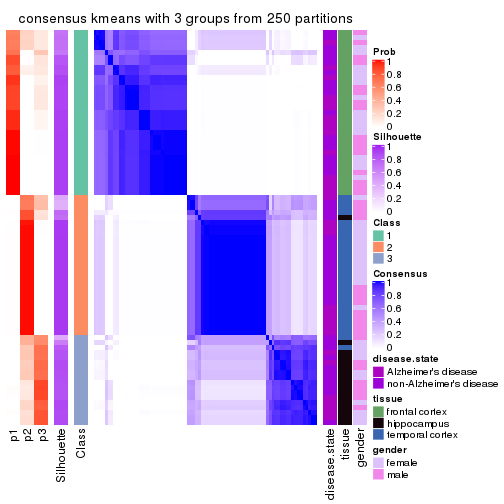 consensus kmeans with 3 groups from 250 partitions
Prob
1
0.8
0.6
0.4
0.2
0
Silhouette
1
0.8
0.6
0.4
0.2
0
Class
1
2
3
Consensus
1
0.8
0.6
0.4
0.2
0
disease.state
Alzheimer's disease
non-Alzheimer's disease
tissue
frontal cortex
hippocampus
temporal cortex
gender
female
male
p1
p2
p3
Silhouette
Class
disease.state
tissue
gender